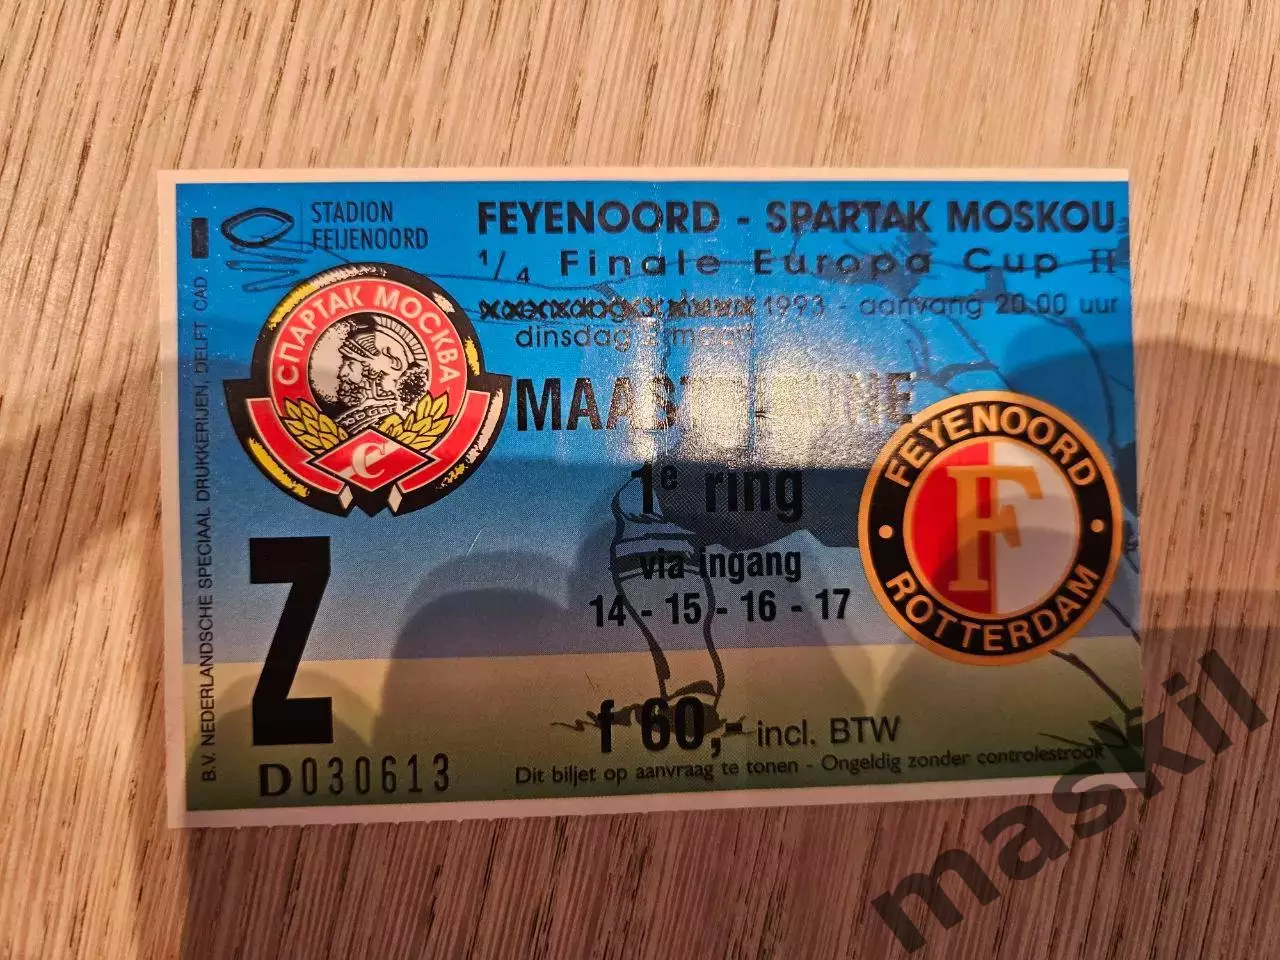 STADION
FEIJENOORD
FEYENOORD - SPARTAK MOSKOU
1/4 Finale Europa Cup II
1993 - aanvang 20.00 uur
dinsdag maart
СПАРТАК МОСКВА
С
MAASTRIBUNE
1e ring
via ingang
14 - 15 - 16 - 17
FEYENOORD
F
ROTTERDAM
Z
f 60,- incl. BTW
D030613
Dit biljet op aanvraag te tonen - Ongeldig zonder controlestrook
B.V. NEDERLANDSCHE SPECIAAL DRUKKERIJEN, DELFT CAD
maskil